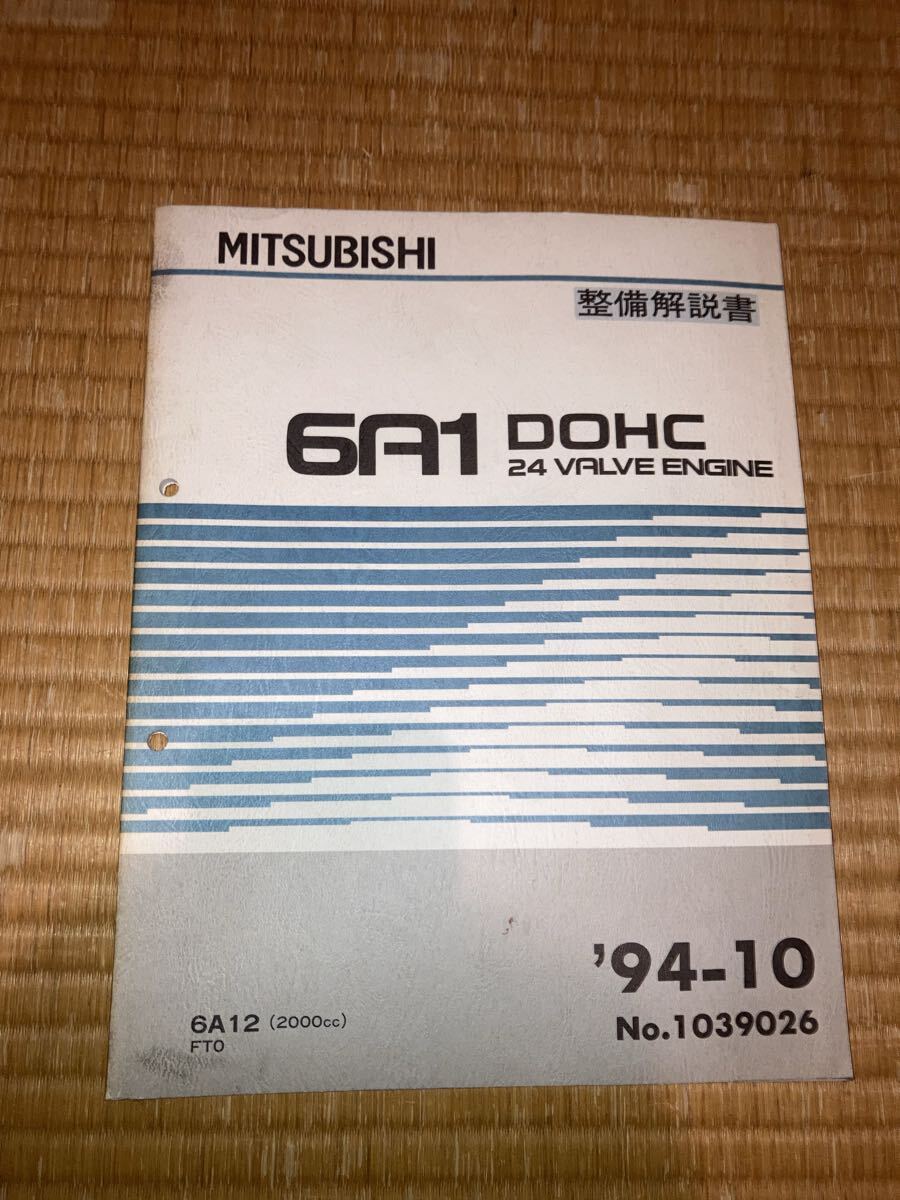 MITSUBISHI
整備解説書
6A1 DOHC
24 VALVE ENGINE
'94-10
6A12 (2000cc)
FTO
No.1039026